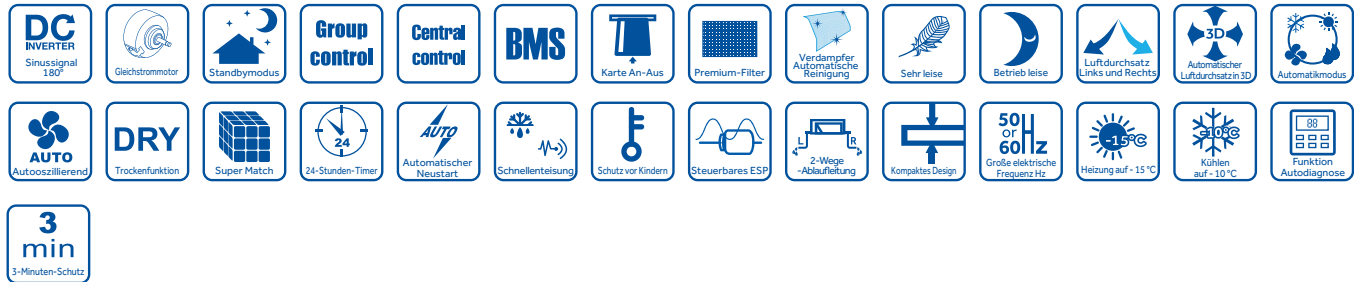 DC
INVERTER
Sinussignal
180°
Gleichstrommotor
Standbymodus
Group
control
Central
control
BMS
Karte An-Aus
Premium-Filter
Verdampfer
Automatische
Reinigung
Sehr leise
Betrieb leise
Luftdurchsatz
Links und Rechts
3D
Automatischer
Luftdurchsatz in 3D
Automatikmodus
AUTO
Autooszillierend
DRY
Trockenfunktion
Super Match
24
24-Stunden-Timer
AUTO
Automatischer
Neustart
Schnellenteisung
Schutz vor Kindern
Steuerbares ESP
L R
2-Wege
-Ablaufleitung
Kompaktes Design
50
or
60Hz
Große elektrische
Frequenz Hz
-15°C
Heizung auf - 15 °C
-10°C
Kühlen
auf - 10 °C
88
Funktion
Autodiagnose
3
min
3-Minuten-Schutz